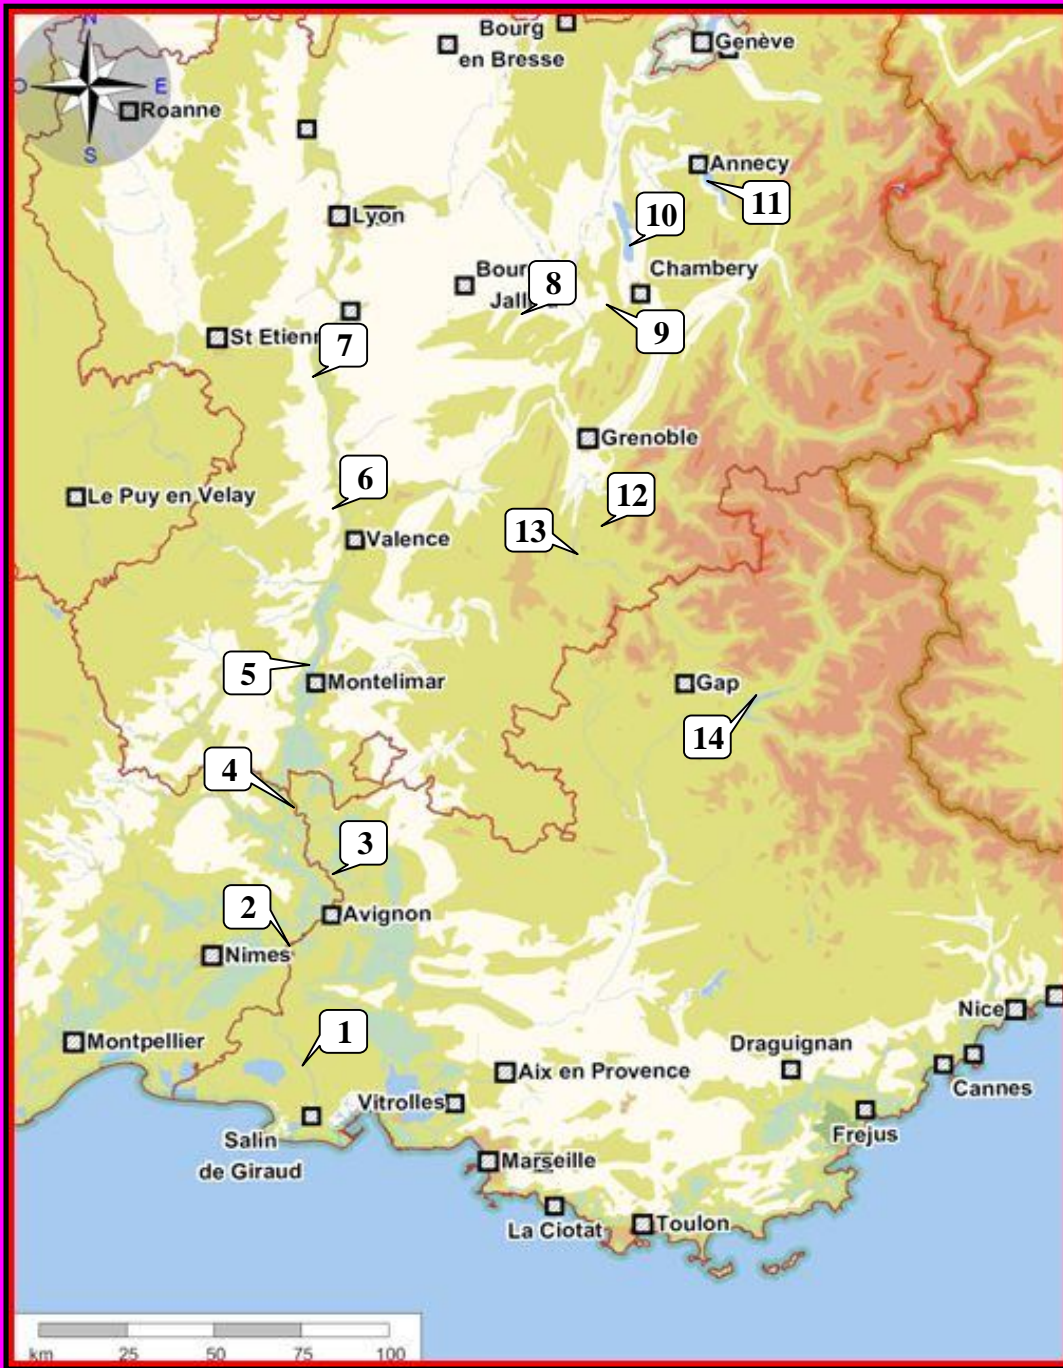 N
Bourg
en Bresse
Genève
O
E
Roanne
S
Annecy
11
10
Lyon
Chambery
8
9
St Etienn
7
Grenoble
6
Le Puy en Velay
12
13
Valence
5
Montelimar
Gap
14
4
3
2
Avignon
Nimes
1
Nice
Montpellier
Draguignan
Aix en Provence
Cannes
Vitrolles
Frejus
Salin
de Giraud
Marseille
La Ciotat
Toulon
km 25 50 75 100